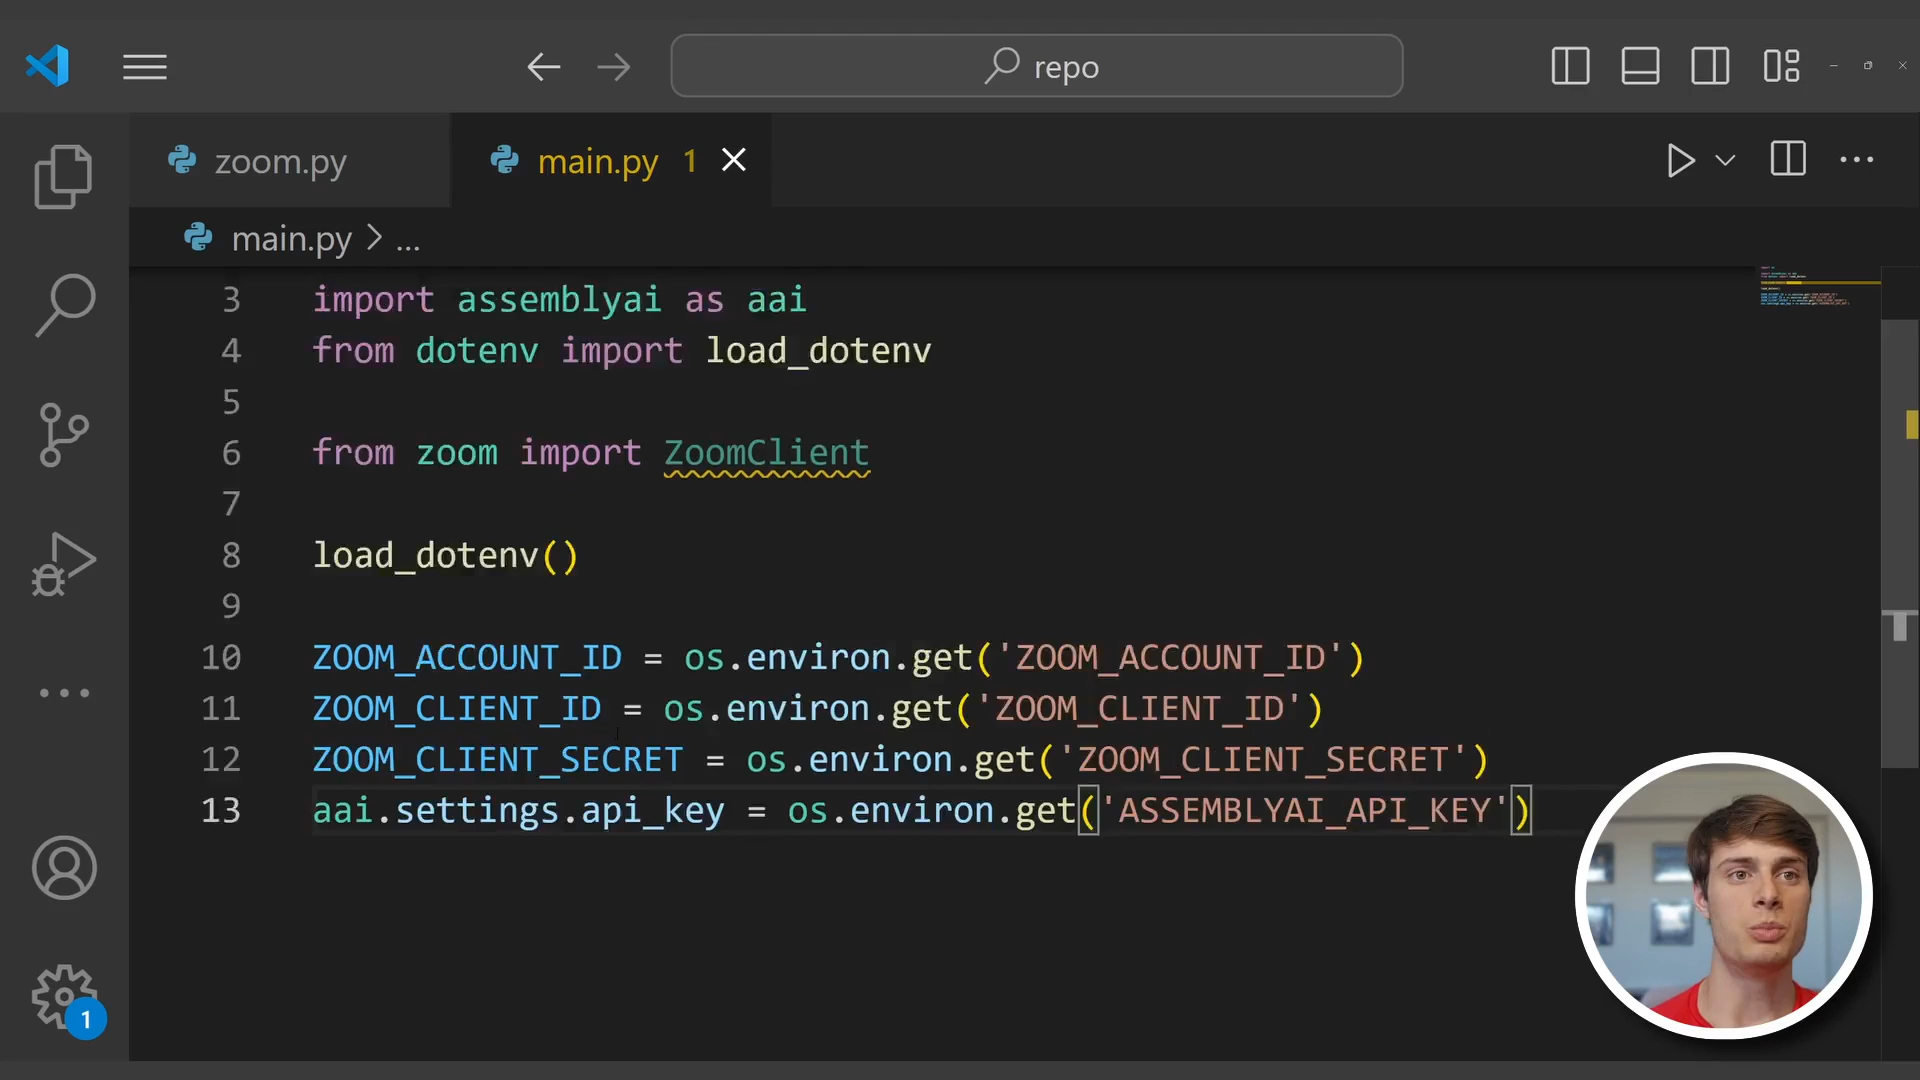 repo
zoom.py
main.py 1
main.py > ...
3 import assemblyai as aai
4 from dotenv import load_dotenv
5
6 from zoom import ZoomClient
7
8 load_dotenv()
9
10 ZOOM_ACCOUNT_ID = os.environ.get('ZOOM_ACCOUNT_ID')
11 ZOOM_CLIENT_ID = os.environ.get('ZOOM_CLIENT_ID')
12 ZOOM_CLIENT_SECRET = os.environ.get('ZOOM_CLIENT_SECRET')
13 aai.settings.api_key = os.environ.get('ASSEMBLYAI_API_KEY')
1